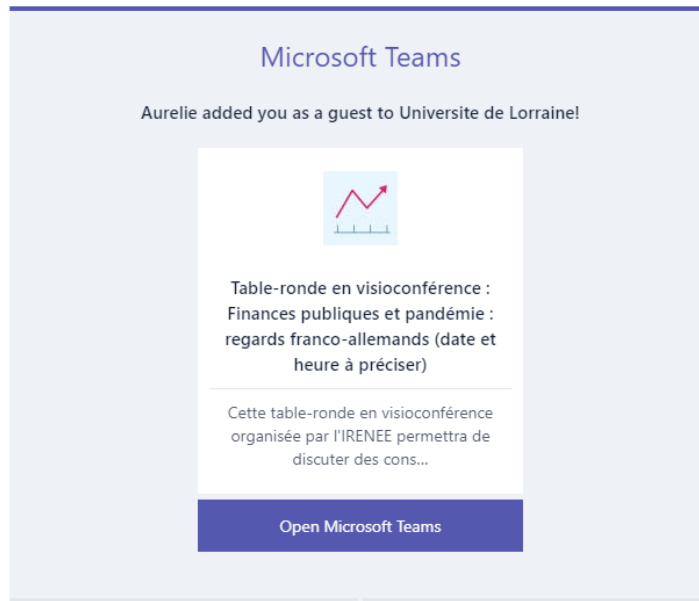 Microsoft Teams
Aurelie added you as a guest to Universite de Lorraine!
Table-ronde en visioconférence :
Finances publiques et pandémie :
regards franco-allemands (date et
heure à préciser)
Cette table-ronde en visioconférence
organisée par l'IRENEE permettra de
discuter des cons...
Open Microsoft Teams